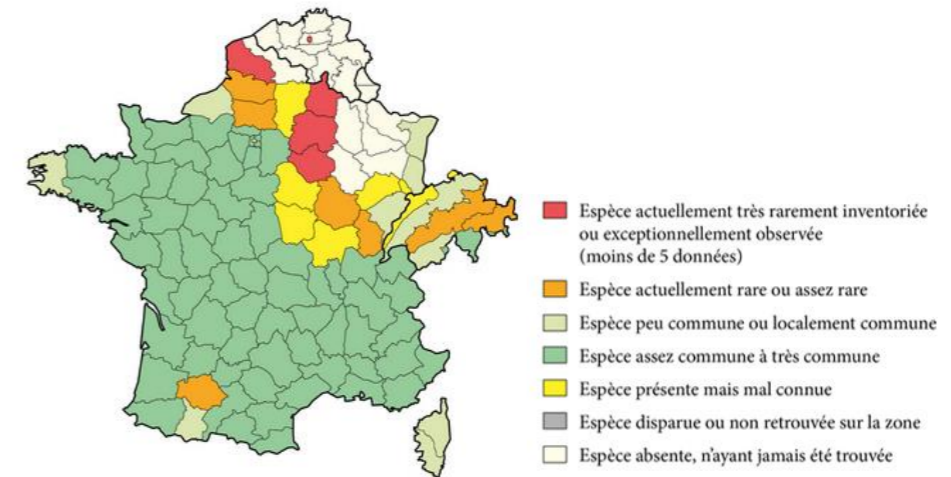 Espèce actuellement très rarement inventoriée
ou exceptionnellement observée
(moins de 5 données)
Espèce actuellement rare ou assez rare
Espèce peu commune ou localement commune
Espèce assez commune à très commune
Espèce présente mais mal connue
Espèce disparue ou non retrouvée sur la zone
Espèce absente, n'ayant jamais été trouvée